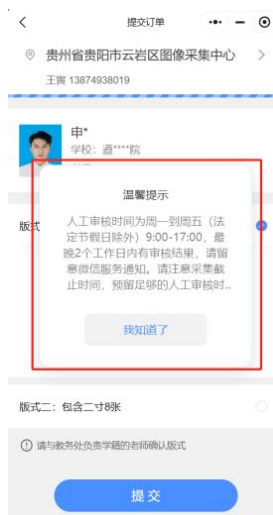 提交订单
贵州省贵阳市云岩区图像采集中心
王寅 13874938019
申*
学校：遵****院
温馨提示
版式
人工审核时间为周一到周五（法
定节假日除外）9:00-17:00，最
晚2个工作日内有审核结果，请留
意微信服务通知。请注意采集截
止时间，预留足够的人工审核时..
我知道了
版式二：包含二寸8张
请与教务处负责学籍的老师确认版式
提交